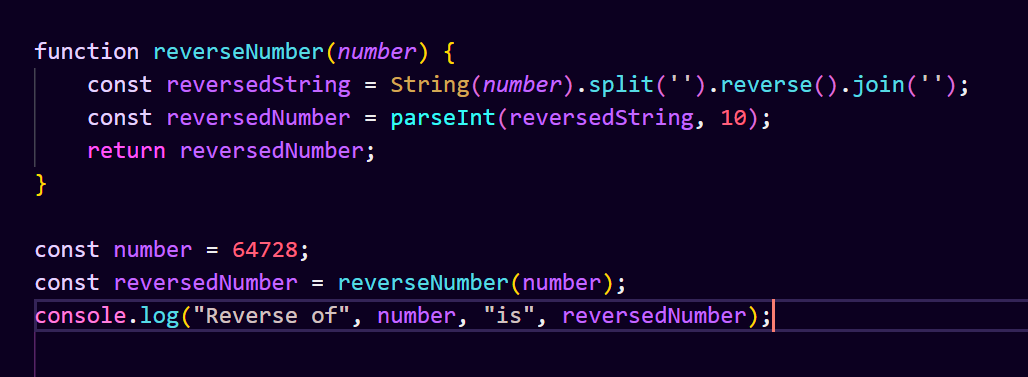 function reverseNumber(number) {
    const reversedString = String(number).split('').reverse().join('');
    const reversedNumber = parseInt(reversedString, 10);
    return reversedNumber;
}
const number = 64728;
const reversedNumber = reverseNumber(number);
console.log("Reverse of", number, "is", reversedNumber);